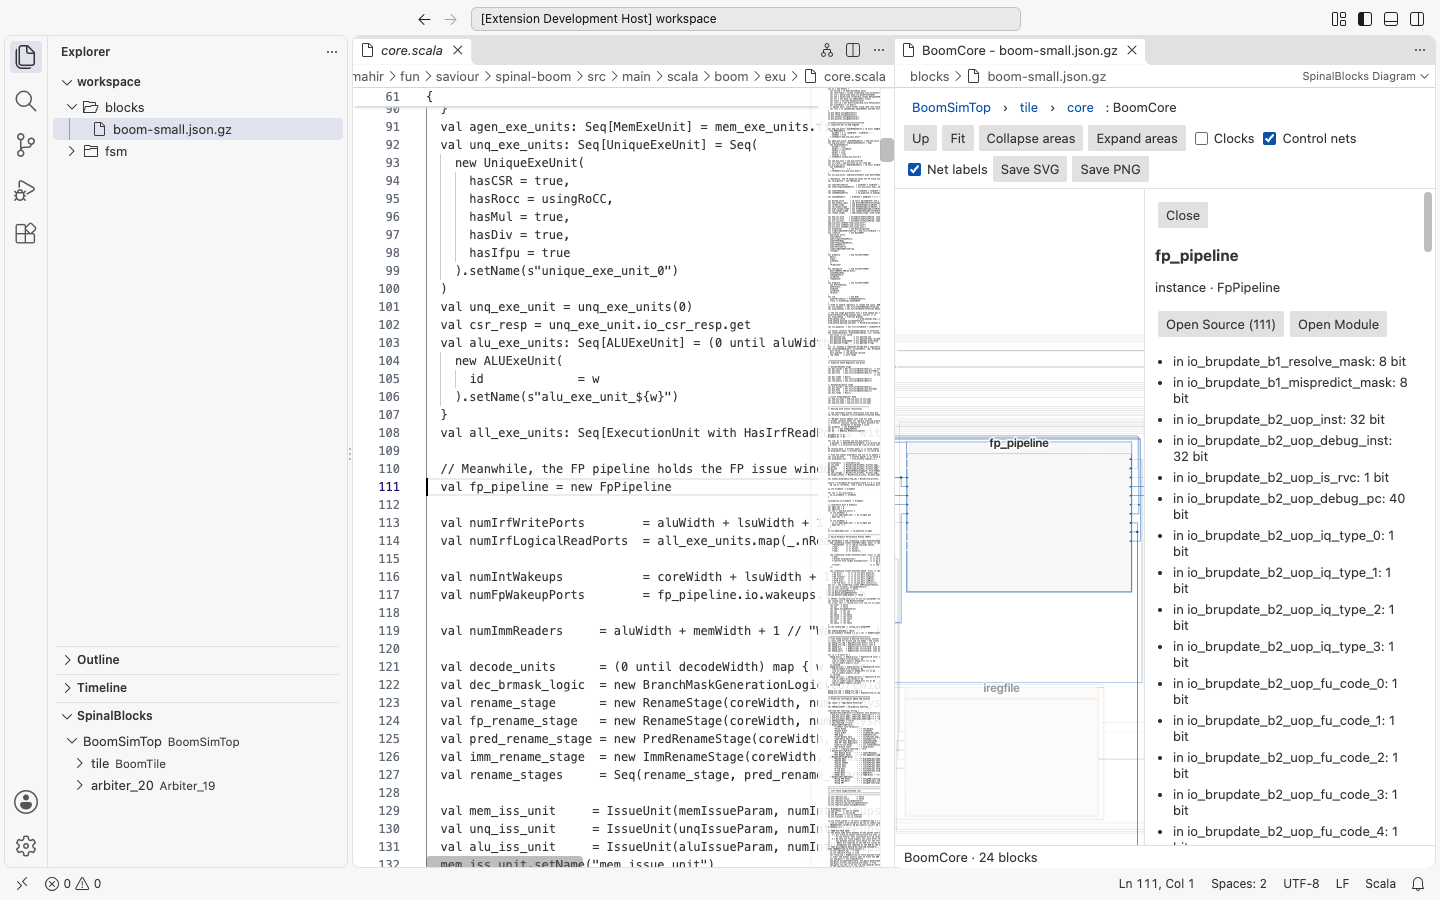 [Extension Development Host] workspace
Explorer
workspace
blocks
boom-small.json.gz
fsm
Outline
Timeline
SpinalBlocks
BoomSimTop BoomSimTop
tile BoomTile
arbiter_20 Arbiter_19
core.scala
mahir > fun > saviour > spinal-boom > src > main > scala > boom > exu > core.scala
61 {
90 }
91 val agen_exe_units: Seq[MemExeUnit] = mem_exe_units.
92 val unq_exe_units: Seq[UniqueExeUnit] = Seq(
93 new UniqueExeUnit(
94 hasCSR = true,
95 hasRocc = usingRoCC,
96 hasMul = true,
97 hasDiv = true,
98 hasIfpu = true
99 ).setName(s"unique_exe_unit_0")
100 )
101 val unq_exe_unit = unq_exe_units(0)
102 val csr_resp = unq_exe_unit.io_csr_resp.get
103 val alu_exe_units: Seq[ALUExeUnit] = (0 until aluWidt
104 new ALUExeUnit(
105 id = w
106 ).setName(s"alu_exe_unit_${w}")
107 }
108 val all_exe_units: Seq[ExecutionUnit with HasIrfReadP
109
110 // Meanwhile, the FP pipeline holds the FP issue wind
111 val fp_pipeline = new FpPipeline
112
113 val numIrfWritePorts = aluWidth + lsuWidth +
114 val numIrfLogicalReadPorts = all_exe_units.map(_.nRe
115
116 val numIntWakeups = coreWidth + lsuWidth +
117 val numFpWakeupPorts = fp_pipeline.io.wakeups.
118
119 val numImmReaders = aluWidth + memWidth + 1 // "W
120
121 val decode_units = (0 until decodeWidth) map { w
122 val dec_brmask_logic = new BranchMaskGenerationLogic
123 val rename_stage = new RenameStage(coreWidth, nu
124 val fp_rename_stage = new RenameStage(coreWidth, nu
125 val pred_rename_stage = new PredRenameStage(coreWidth
126 val imm_rename_stage = new ImmRenameStage(coreWidth,
127 val rename_stages = Seq(rename_stage, pred_rename
128
129 val mem_iss_unit = IssueUnit(memIssueParam, numIn
130 val unq_iss_unit = IssueUnit(unqIssueParam, numIn
131 val alu_iss_unit = IssueUnit(aluIssueParam, numIn
132 mem_iss_unit.setName("mem_issue_unit")
BoomCore - boom-small.json.gz
blocks > boom-small.json.gz
SpinalBlocks Diagram
BoomSimTop › tile › core : BoomCore
Up Fit Collapse areas Expand areas Clocks Control nets
Net labels Save SVG Save PNG
fp_pipeline
iregfile
Close
fp_pipeline
instance · FpPipeline
Open Source (111) Open Module
• in io_brupdate_b1_resolve_mask: 8 bit
• in io_brupdate_b1_mispredict_mask: 8
bit
• in io_brupdate_b2_uop_inst: 32 bit
• in io_brupdate_b2_uop_debug_inst:
32 bit
• in io_brupdate_b2_uop_is_rvc: 1 bit
• in io_brupdate_b2_uop_debug_pc: 40
bit
• in io_brupdate_b2_uop_iq_type_0: 1
bit
• in io_brupdate_b2_uop_iq_type_1: 1
bit
• in io_brupdate_b2_uop_iq_type_2: 1
bit
• in io_brupdate_b2_uop_iq_type_3: 1
bit
• in io_brupdate_b2_uop_fu_code_0: 1
bit
• in io_brupdate_b2_uop_fu_code_1: 1
bit
• in io_brupdate_b2_uop_fu_code_2: 1
bit
• in io_brupdate_b2_uop_fu_code_3: 1
bit
• in io_brupdate_b2_uop_fu_code_4: 1
BoomCore · 24 blocks
0 0
Ln 111, Col 1 Spaces: 2 UTF-8 LF Scala